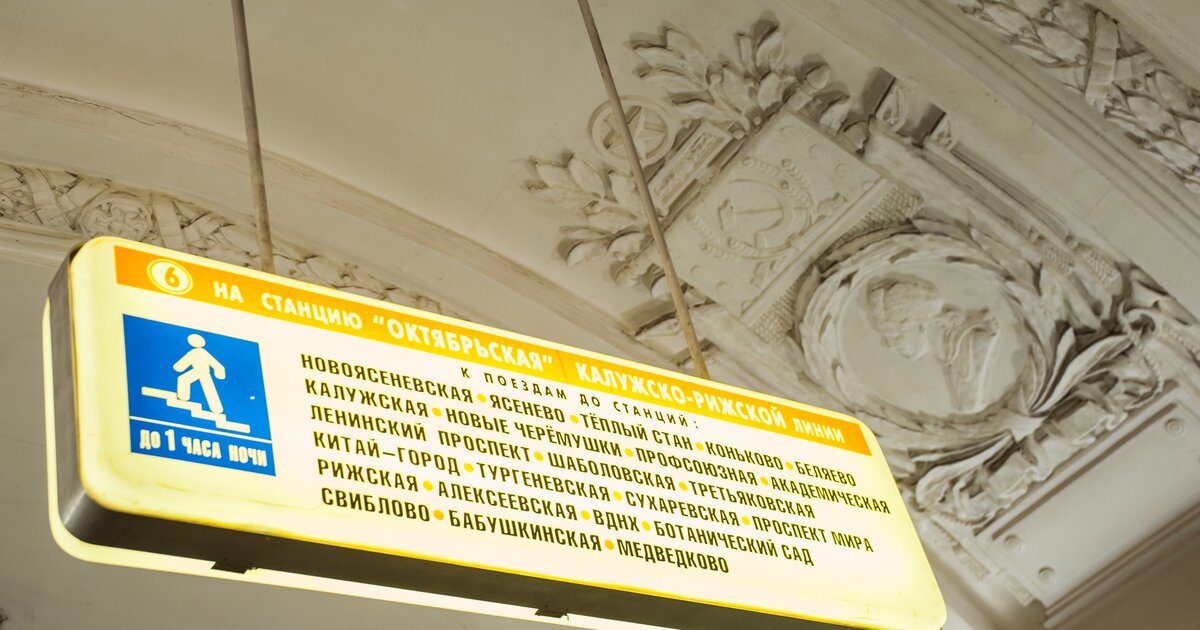 6 НА СТАНЦИЮ "ОКТЯБРЬСКАЯ" КАЛУЖСКО-РИЖСКОЙ ЛИНИИ
К ПОЕЗДАМ ДО СТАНЦИЙ:
НОВОЯСЕНЕВСКАЯ • ЯСЕНЕВО • ТЁПЛЫЙ СТАН • КОНЬКОВО • БЕЛЯЕВО
КАЛУЖСКАЯ • НОВЫЕ ЧЕРЁМУШКИ • ПРОФСОЮЗНАЯ • АКАДЕМИЧЕСКАЯ
ЛЕНИНСКИЙ ПРОСПЕКТ • ШАБОЛОВСКАЯ • ТРЕТЬЯКОВСКАЯ
КИТАЙ-ГОРОД • ТУРГЕНЕВСКАЯ • СУХАРЕВСКАЯ • ПРОСПЕКТ МИРА
РИЖСКАЯ • АЛЕКСЕЕВСКАЯ • ВДНХ • БОТАНИЧЕСКИЙ САД
СВИБЛОВО • БАБУШКИНСКАЯ • МЕДВЕДКОВО
ДО 1 ЧАСА НОЧИ